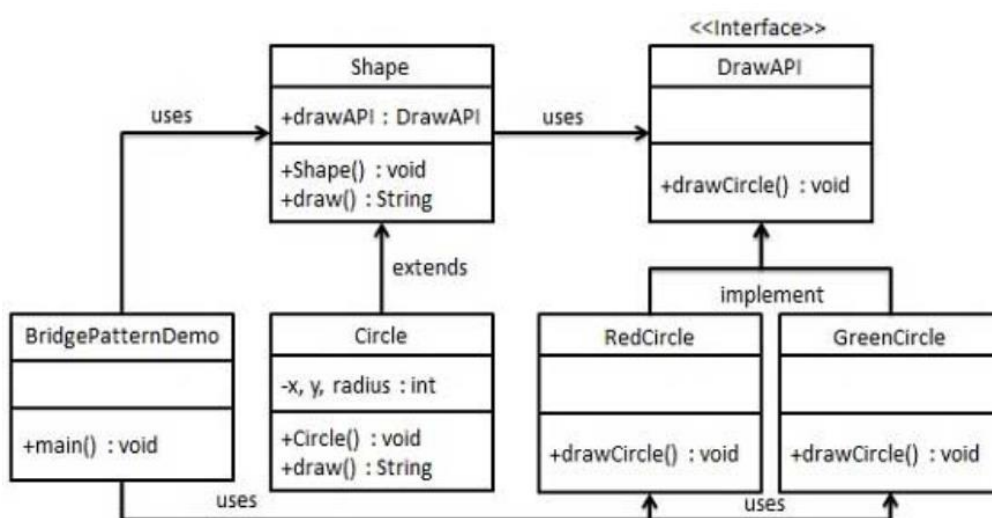 <<Interface>>
Shape
+drawAPI : DrawAPI
+Shape() : void
+draw() : String
uses
uses
DrawAPI
+drawCircle() : void
extends
implement
BridgePatternDemo
+main() : void
Circle
-x, y, radius : int
+Circle() : void
+draw() : String
RedCircle
+drawCircle() : void
GreenCircle
+drawCircle() : void
uses
uses